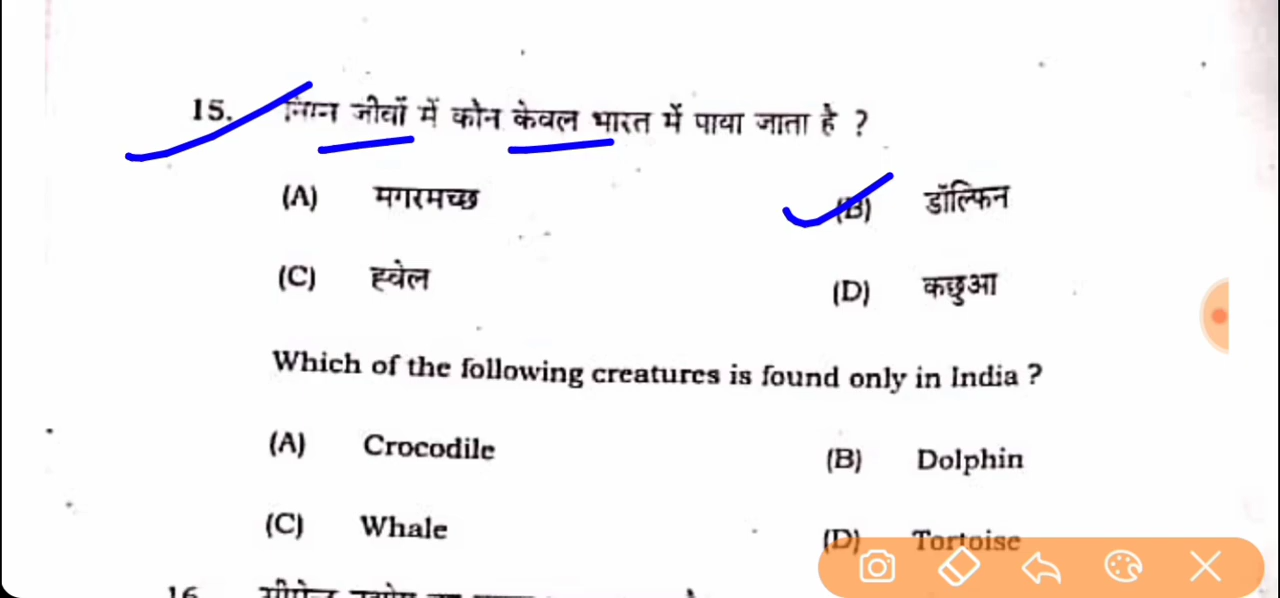 15. निम्न जीवों में कौन केवल भारत में पाया जाता है ?
(A) मगरमच्छ (B) डॉल्फिन
(C) ह्वेल (D) कछुआ
Which of the following creatures is found only in India ?
(A) Crocodile (B) Dolphin
(C) Whale (D) Tortoise
16.